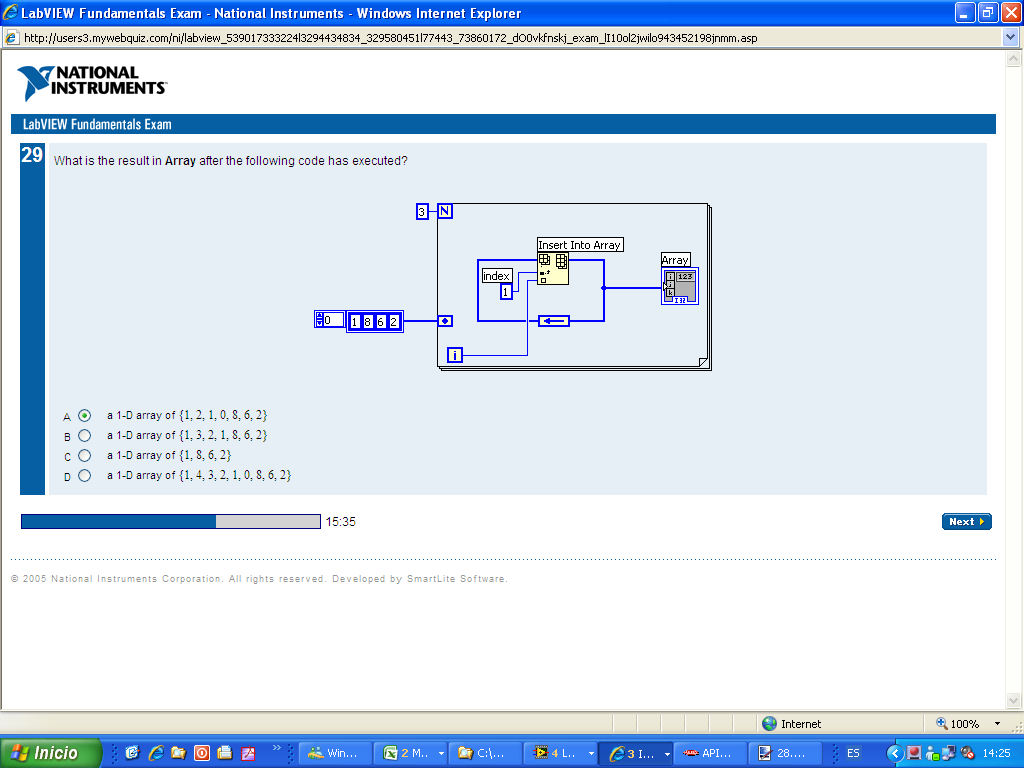 LabVIEW Fundamentals Exam - National Instruments - Windows Internet Explorer
http://users3.mywebquiz.com/ni/labview_539017333224l3294434834_329580451l77443_73860172_dO0vkfnskj_exam_lI10ol2jwilo943452198jnmm.asp
NATIONAL
INSTRUMENTS
LabVIEW Fundamentals Exam
29 What is the result in Array after the following code has executed?
3 N
Insert Into Array
index
1
Array
i 123
j
k
I32
0 1 8 6 2
i
A a 1-D array of {1, 2, 1, 0, 8, 6, 2}
B a 1-D array of {1, 3, 2, 1, 8, 6, 2}
C a 1-D array of {1, 8, 6, 2}
D a 1-D array of {1, 4, 3, 2, 1, 0, 8, 6, 2}
15:35
Next
© 2005 National Instruments Corporation. All rights reserved. Developed by SmartLite Software.
Internet 100%
Inicio Win... 2 M... C:\... 4 L... 3 I... API... 28.... ES 14:25